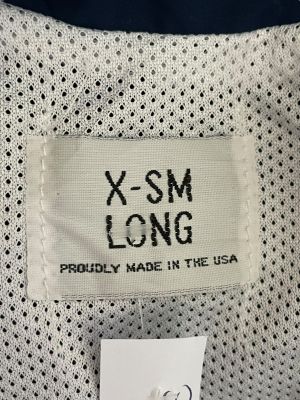 X-SM
LONG
PROUDLY MADE IN THE USA